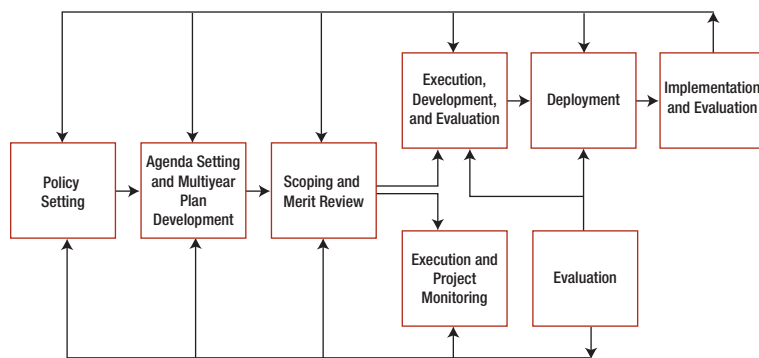 Execution,
Development,
and Evaluation
Deployment
Implementation
and Evaluation
Policy
Setting
Agenda Setting
and Multiyear
Plan
Development
Scoping and
Merit Review
Execution and
Project
Monitoring
Evaluation